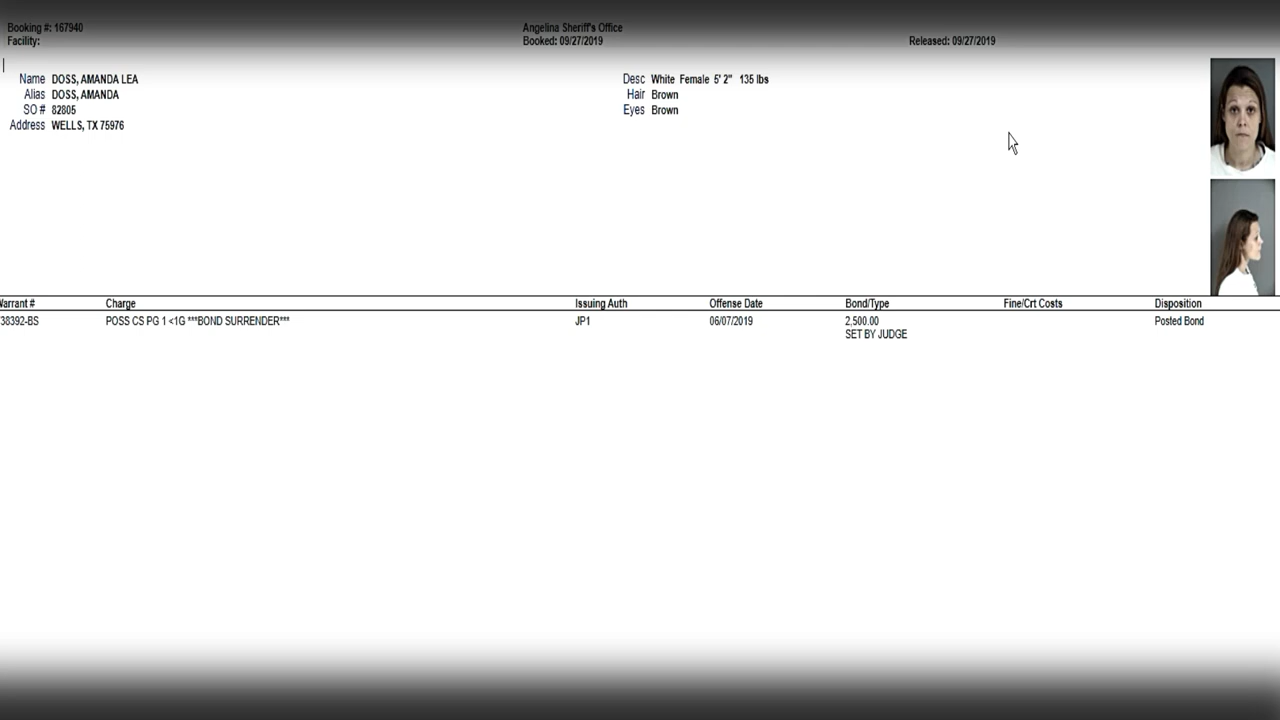 Booking #: 167940 Angelina Sheriff's Office
Facility: Booked: 09/27/2019 Released: 09/27/2019
Name DOSS, AMANDA LEA Desc White Female 5' 2" 135 lbs
Alias DOSS, AMANDA Hair Brown
SO # 82805 Eyes Brown
Address WELLS, TX 75976
Warrant # Charge Issuing Auth Offense Date Bond/Type Fine/Crt Costs Disposition
38392-BS POSS CS PG 1 <1G ***BOND SURRENDER*** JP1 06/07/2019 2,500.00 Posted Bond
SET BY JUDGE